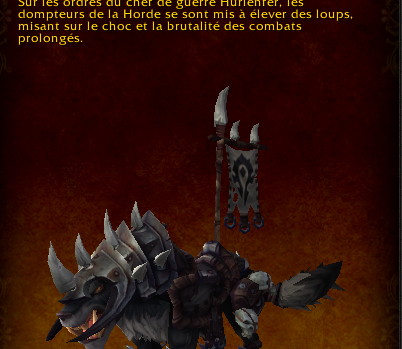 Sur les ordres du chef de guerre Hurlenfer, les
dompteurs de la Horde se sont mis à élever des loups,
misant sur le choc et la brutalité des combats
prolongés.